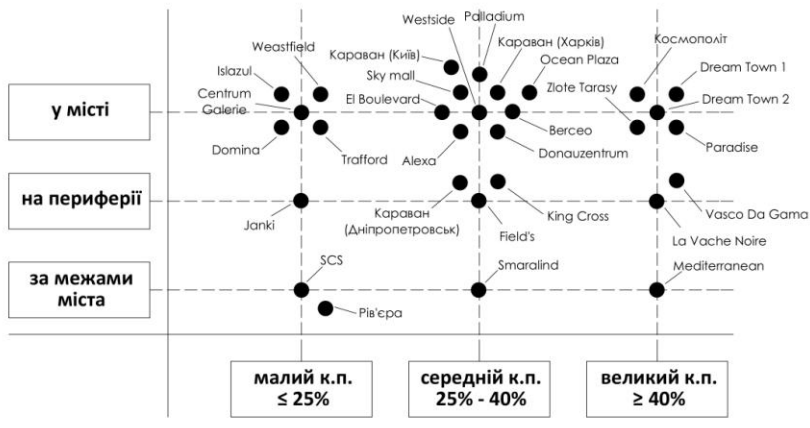 Palladium
Westside
Weastfield
Караван (Київ)
Караван (Харків)
Космополіт
Islazul
Sky mall
Ocean Plaza
Dream Town 1
Centrum
Galerie
El Boulevard
Zlote Tarasy
Dream Town 2
у місті
Berceo
Domina
Trafford
Alexa
Donauzentrum
Paradise
на периферії
Janki
Караван
(Дніпропетровськ)
King Cross
Field's
Vasco Da Gama
La Vache Noire
за межами
міста
SCS
Smaralind
Mediterranean
Рів'єра
малий к.п.
≤ 25%
середній к.п.
25% - 40%
великий к.п.
≥ 40%